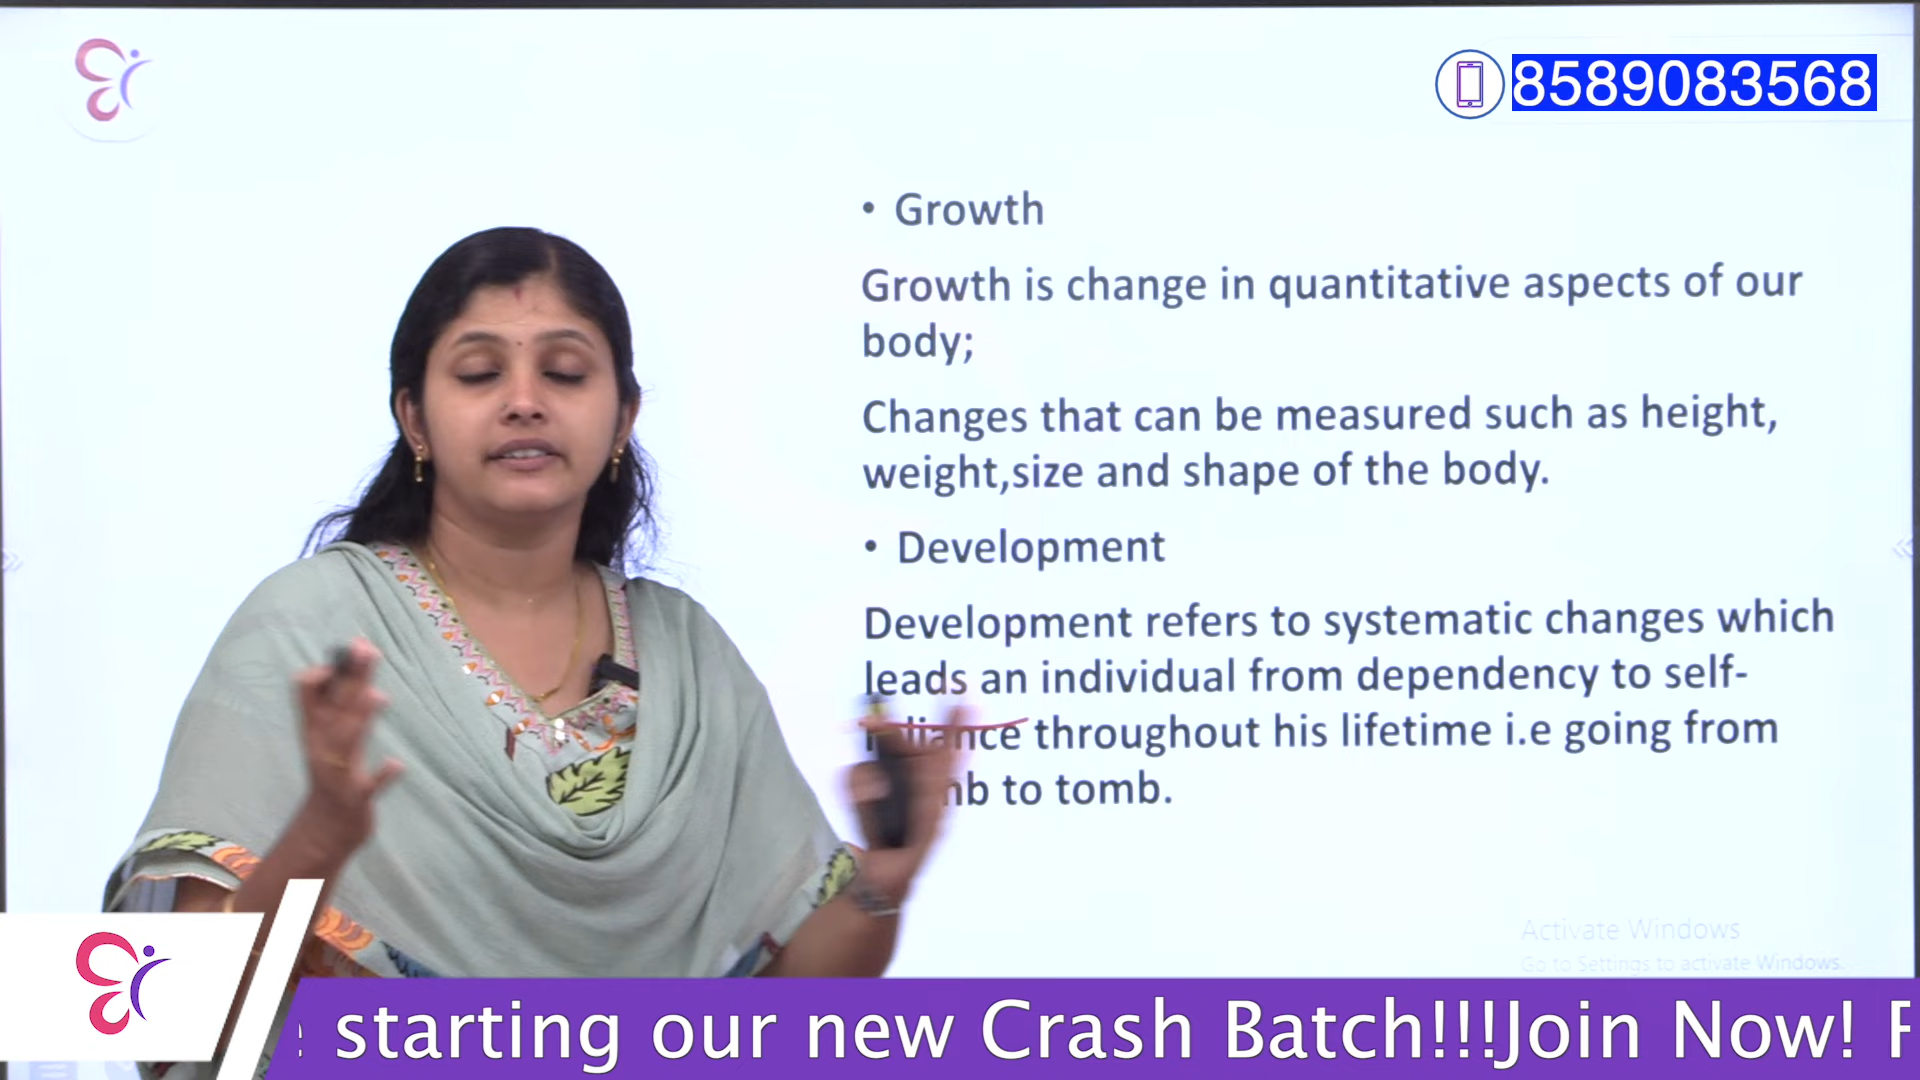 8589083568
• Growth
Growth is change in quantitative aspects of our
body;
Changes that can be measured such as height,
weight,size and shape of the body.
• Development
Development refers to systematic changes which
leads an individual from dependency to self-
throughout his lifetime i.e going from
to tomb.
Activate Windows
Go to Settings to activate Windows.
starting our new Crash Batch!!!Join Now! F